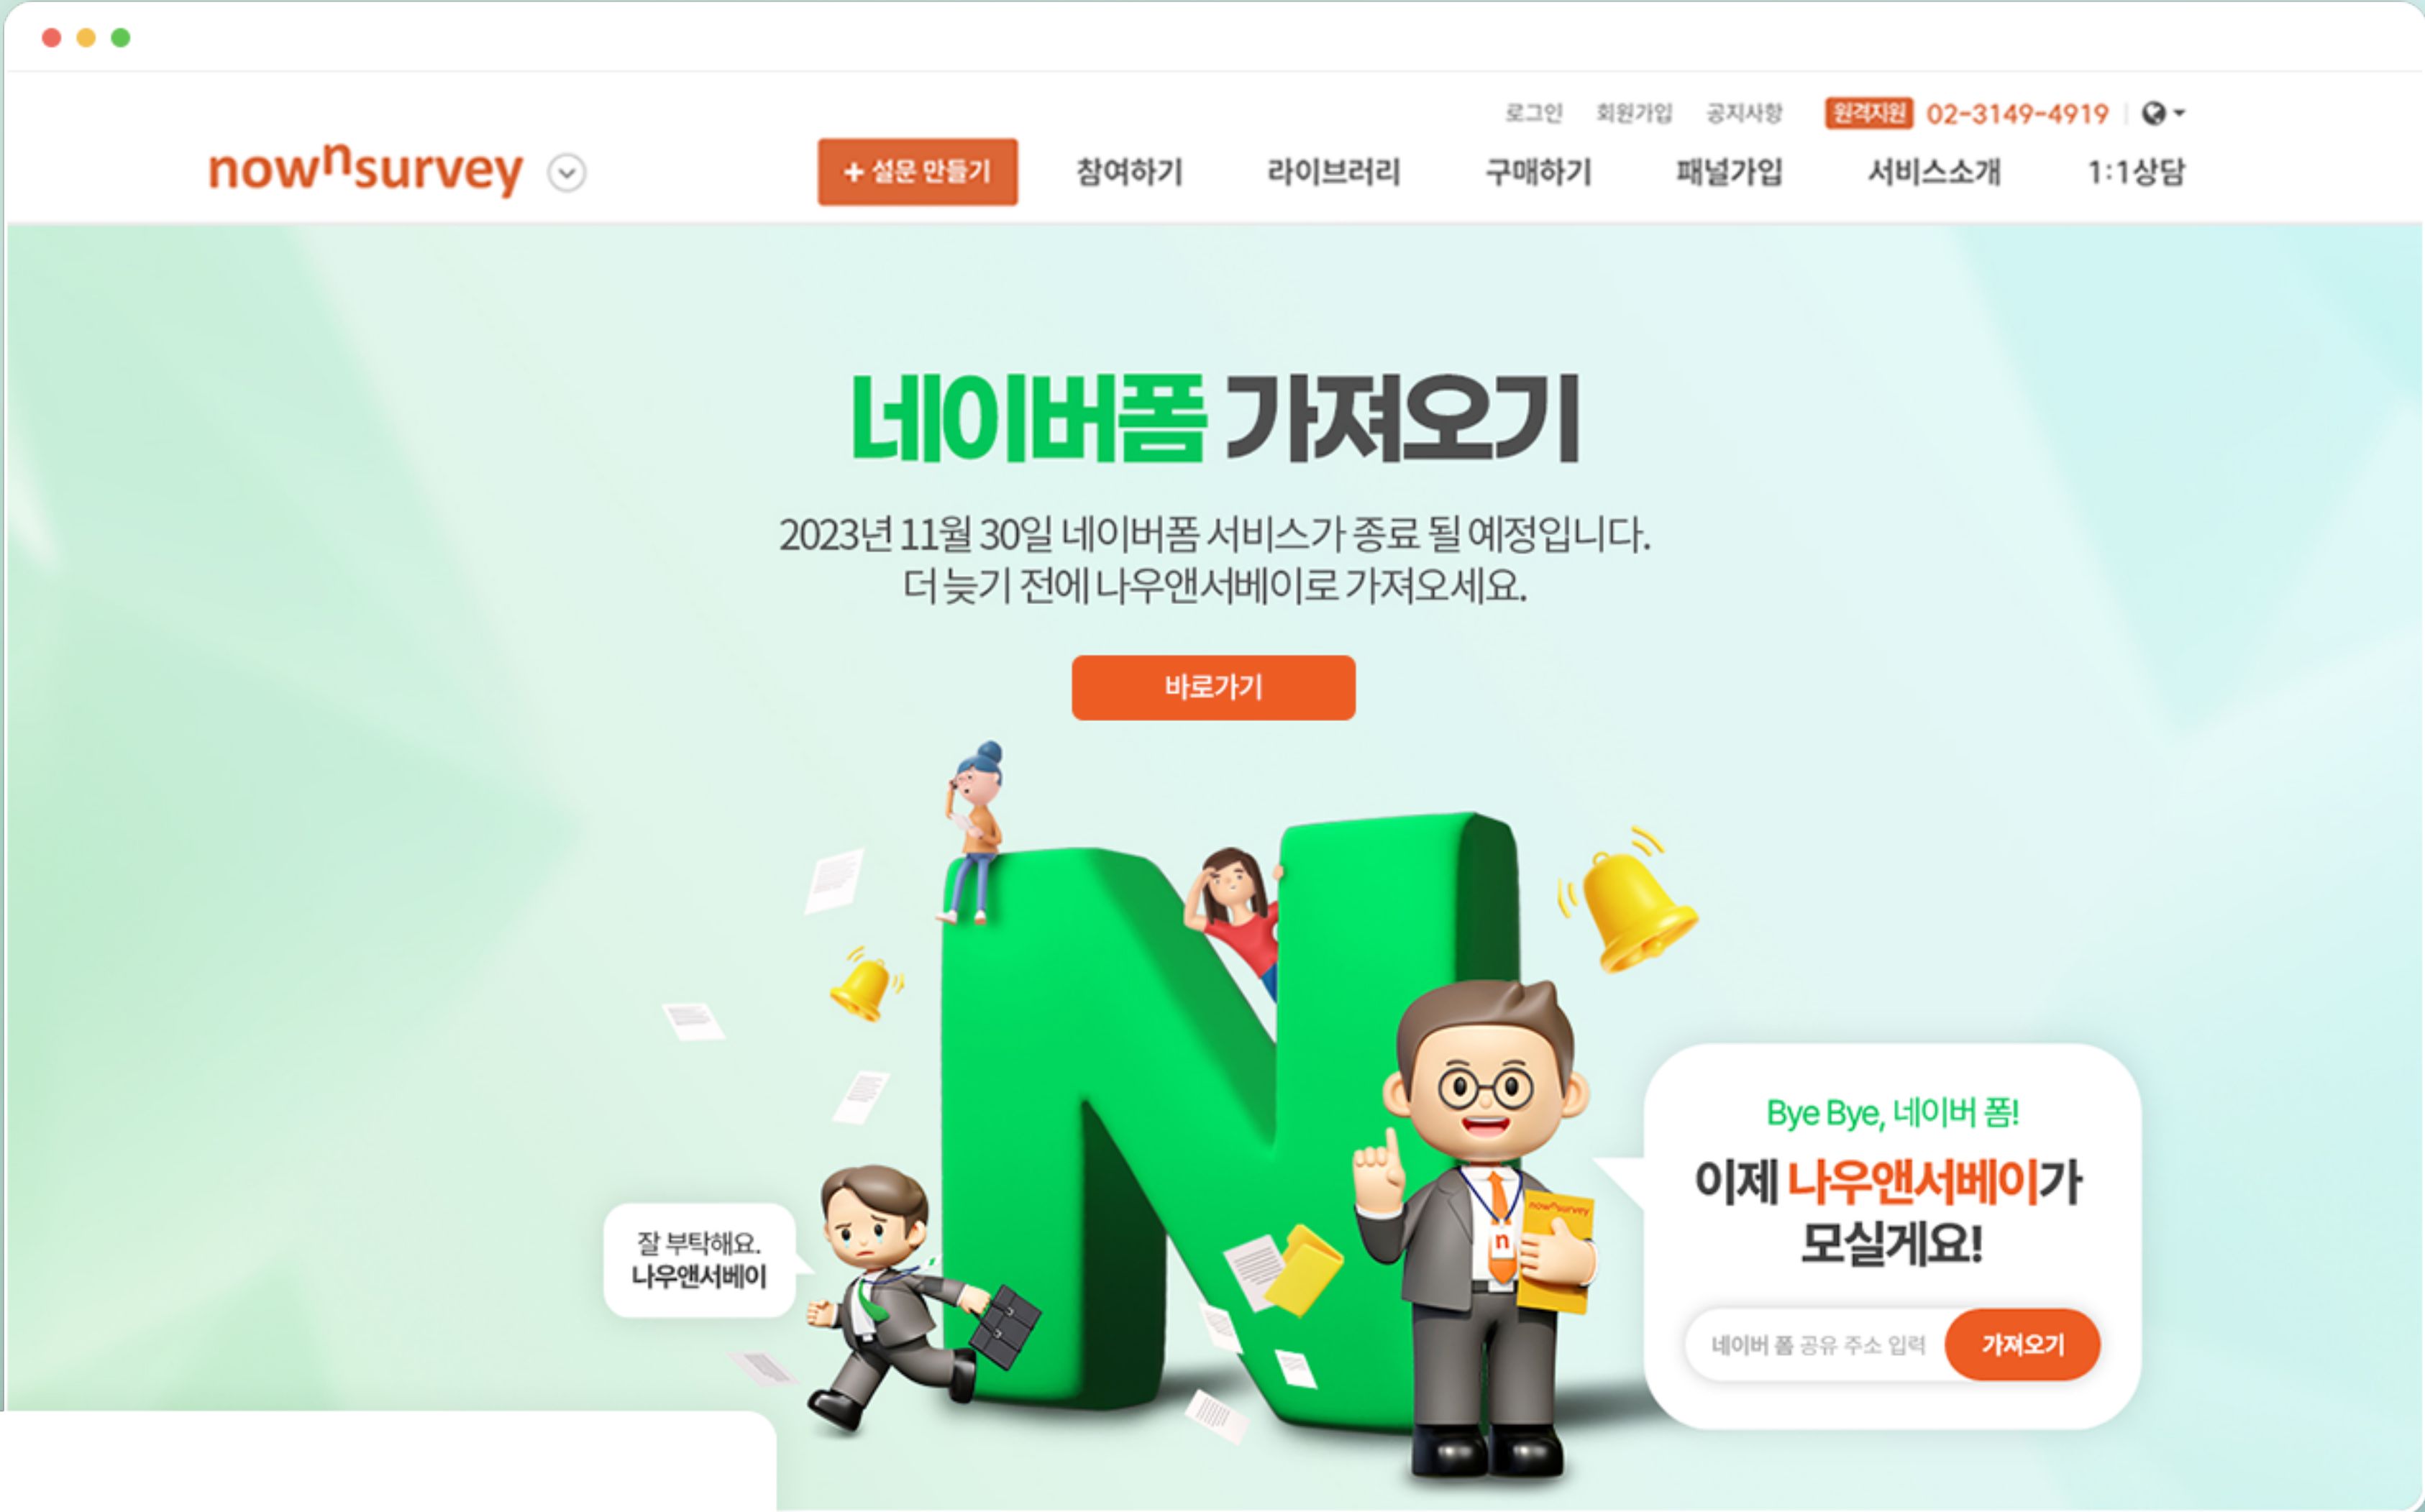 로그인 회원가입 공지사항 원격지원 02-3149-4919
nownsurvey + 설문 만들기 참여하기 라이브러리 구매하기 패널가입 서비스소개 1:1상담
네이버폼 가져오기
2023년 11월 30일 네이버폼 서비스가 종료 될 예정입니다.
더 늦기 전에 나우앤서베이로 가져오세요.
바로가기
Bye Bye, 네이버 폼!
이제 나우앤서베이가
모실게요!
네이버 폼 공유 주소 입력 가져오기
잘 부탁해요.
나우앤서베이
nownsurvey
n